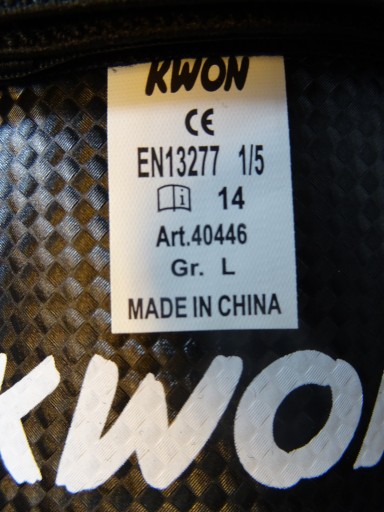 KWON
CE
EN13277 1/5
i 14
Art.40446
Gr. L
MADE IN CHINA
KWON